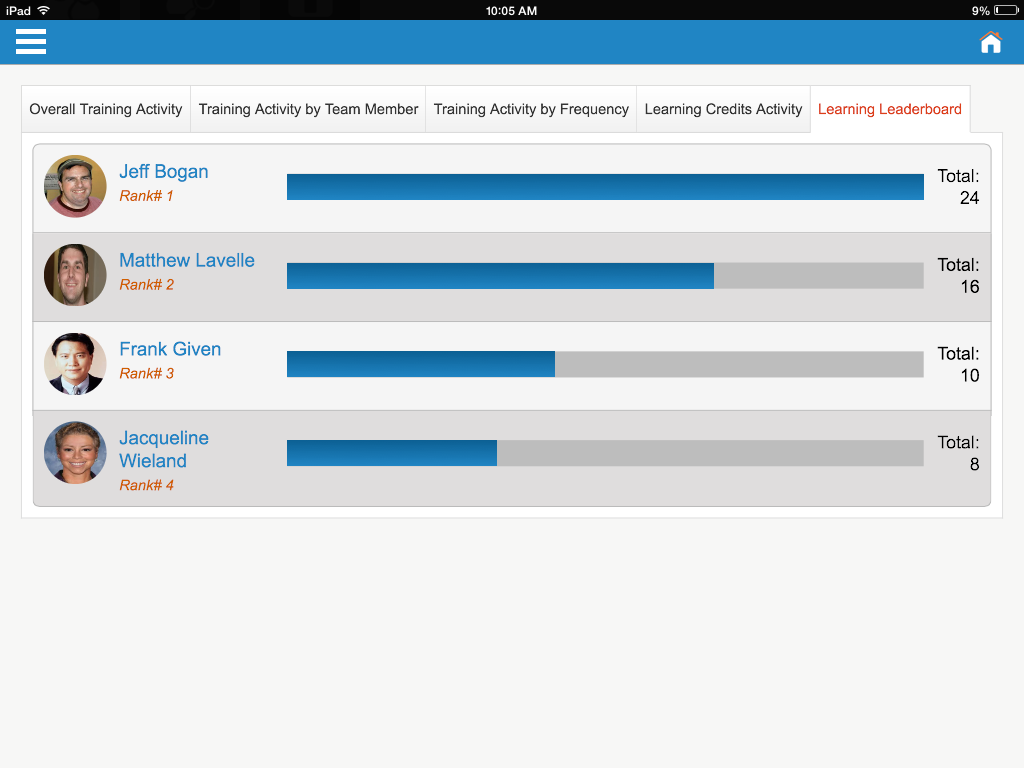 iPad 10:05 AM 9%
Overall Training Activity Training Activity by Team Member Training Activity by Frequency Learning Credits Activity Learning Leaderboard
Jeff Bogan
Rank# 1
Total:
24
Matthew Lavelle
Rank# 2
Total:
16
Frank Given
Rank# 3
Total:
10
Jacqueline
Wieland
Rank# 4
Total:
8